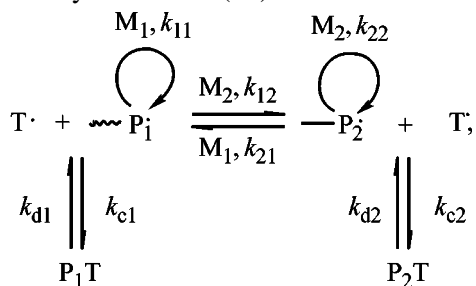 M₁, k₁₁ M₂, k₂₂
T· + P₁· M₂, k₁₂ P₂· + T·,
M₁, k₂₁
k_d1 k_c1 k_d2 k_c2
P₁T P₂T